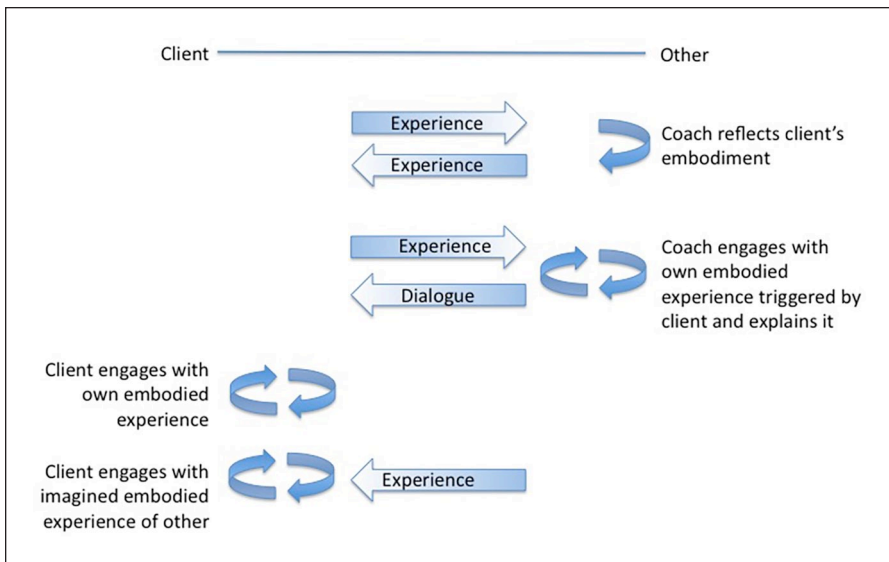 Client
Other
Experience
Experience
Coach reflects client’s
embodiment
Experience
Dialogue
Coach engages with
own embodied
experience triggered by
client and explains it
Client engages with
own embodied
experience
Client engages with
imagined embodied
experience of other
Experience